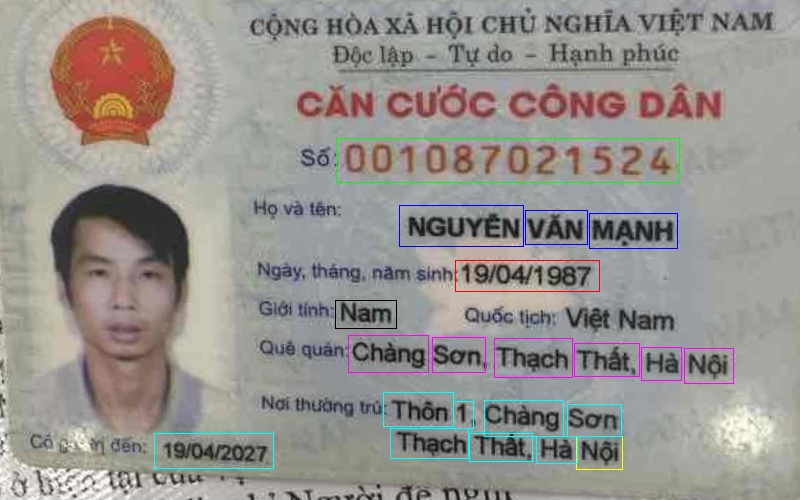 CỘNG HÒA XÃ HỘI CHỦ NGHĨA VIỆT NAM
Độc lập - Tự do - Hạnh phúc
CĂN CƯỚC CÔNG DÂN
Số: 001087021524
Họ và tên:
NGUYỄN VĂN MẠNH
Ngày, tháng, năm sinh: 19/04/1987
Giới tính: Nam Quốc tịch: Việt Nam
Quê quán: Chàng Sơn, Thạch Thất, Hà Nội
Nơi thường trú: Thôn 1, Chàng Sơn
Thạch Thất, Hà Nội
Có giá trị đến: 19/04/2027
Người để